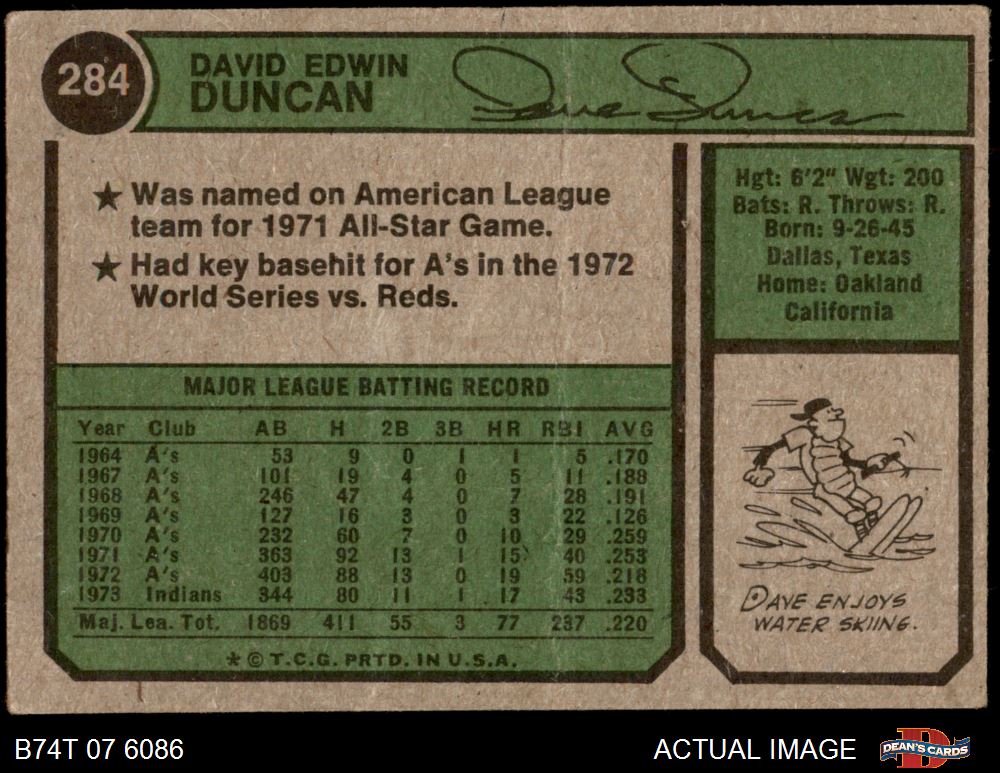 284
DAVID EDWIN
DUNCAN
Dave Duncan
★ Was named on American League
team for 1971 All-Star Game.
★ Had key basehit for A's in the 1972
World Series vs. Reds.
Hgt: 6'2" Wgt: 200
Bats: R. Throws: R.
Born: 9-26-45
Dallas, Texas
Home: Oakland
California
MAJOR LEAGUE BATTING RECORD
Year Club AB H 2B 3B HR RBI AVG
1964 A's 53 9 0 1 1 5 .170
1967 A's 101 19 4 0 5 11 .188
1968 A's 246 47 4 0 7 28 .191
1969 A's 127 16 3 0 3 22 .126
1970 A's 232 60 7 0 10 29 .259
1971 A's 363 92 13 1 15 40 .253
1972 A's 403 88 13 0 19 59 .218
1973 Indians 344 80 11 1 17 43 .233
Maj. Lea. Tot. 1869 411 55 3 77 237 .220
* © T.C.G. PRTD. IN U.S.A.
DAVE ENJOYS
WATER SKIING.
B74T 07 6086
ACTUAL IMAGE
DEAN'S CARDS